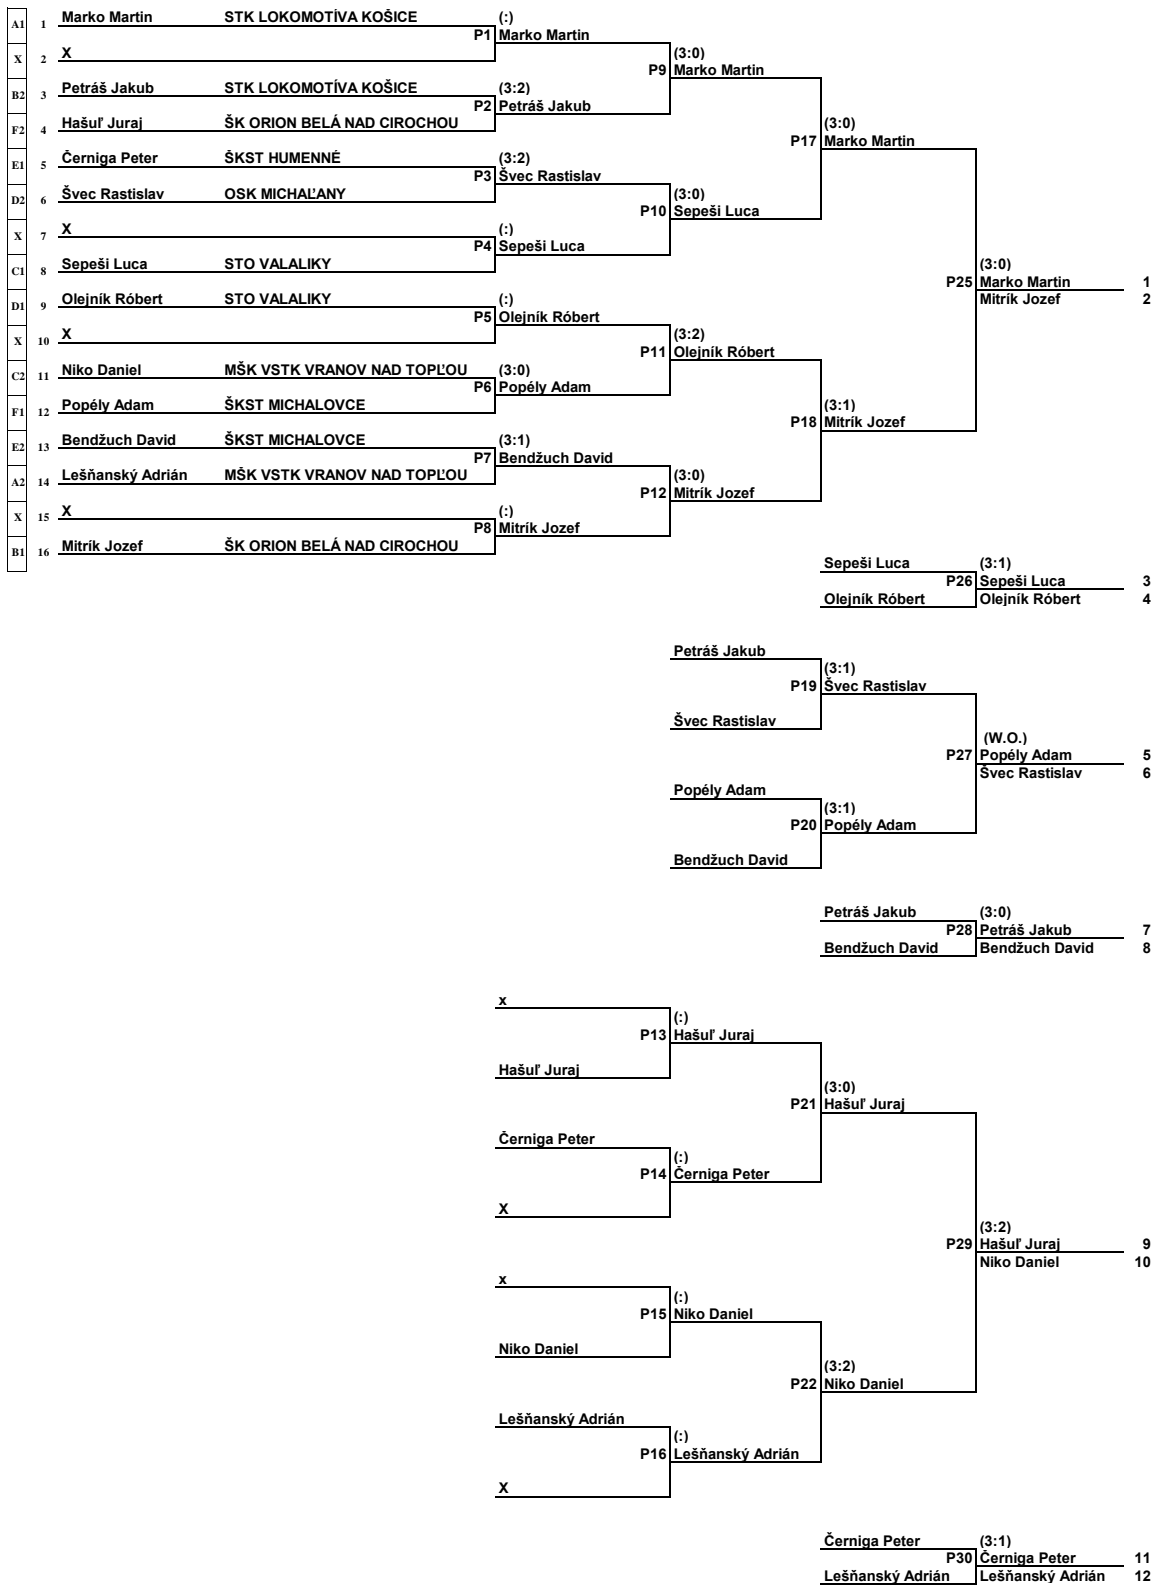 A1 1 Marko Martin STK LOKOMOTÍVA KOŠICE (:)
P1 Marko Martin
X 2 X (3:0)
P9 Marko Martin
B2 3 Petráš Jakub STK LOKOMOTÍVA KOŠICE (3:2)
P2 Petráš Jakub
F2 4 Hašuľ Juraj ŠK ORION BELÁ NAD CIROCHOU (3:0)
P17 Marko Martin
E1 5 Černiga Peter ŠKST HUMENNÉ (3:2)
P3 Švec Rastislav
D2 6 Švec Rastislav OSK MICHAĽANY (3:0)
P10 Sepeši Luca
X 7 X (:)
P4 Sepeši Luca
C1 8 Sepeši Luca STO VALALIKY (3:0)
P25 Marko Martin 1
D1 9 Olejník Róbert STO VALALIKY (:) Mitrík Jozef 2
P5 Olejník Róbert
X 10 X (3:2)
P11 Olejník Róbert
C2 11 Niko Daniel MŠK VSTK VRANOV NAD TOPĽOU (3:0)
P6 Popély Adam
F1 12 Popély Adam ŠKST MICHALOVCE (3:1)
P18 Mitrík Jozef
E2 13 Bendžuch David ŠKST MICHALOVCE (3:1)
P7 Bendžuch David
A2 14 Lešňanský Adrián MŠK VSTK VRANOV NAD TOPĽOU (3:0)
P12 Mitrík Jozef
X 15 X (:)
P8 Mitrík Jozef
B1 16 Mitrík Jozef ŠK ORION BELÁ NAD CIROCHOU
Sepeši Luca (3:1)
P26 Sepeši Luca 3
Olejník Róbert Olejník Róbert 4
Petráš Jakub
(3:1)
P19 Švec Rastislav
Švec Rastislav
(W.O.)
P27 Popély Adam 5
Švec Rastislav 6
Popély Adam
(3:1)
P20 Popély Adam
Bendžuch David
Petráš Jakub (3:0)
P28 Petráš Jakub 7
Bendžuch David Bendžuch David 8
x
(:)
P13 Hašuľ Juraj
Hašuľ Juraj
(3:0)
P21 Hašuľ Juraj
Černiga Peter
(:)
P14 Černiga Peter
X
(3:2)
P29 Hašuľ Juraj 9
Niko Daniel 10
x
(:)
P15 Niko Daniel
Niko Daniel
(3:2)
P22 Niko Daniel
Lešňanský Adrián
(:)
P16 Lešňanský Adrián
X
Černiga Peter (3:1)
P30 Černiga Peter 11
Lešňanský Adrián Lešňanský Adrián 12